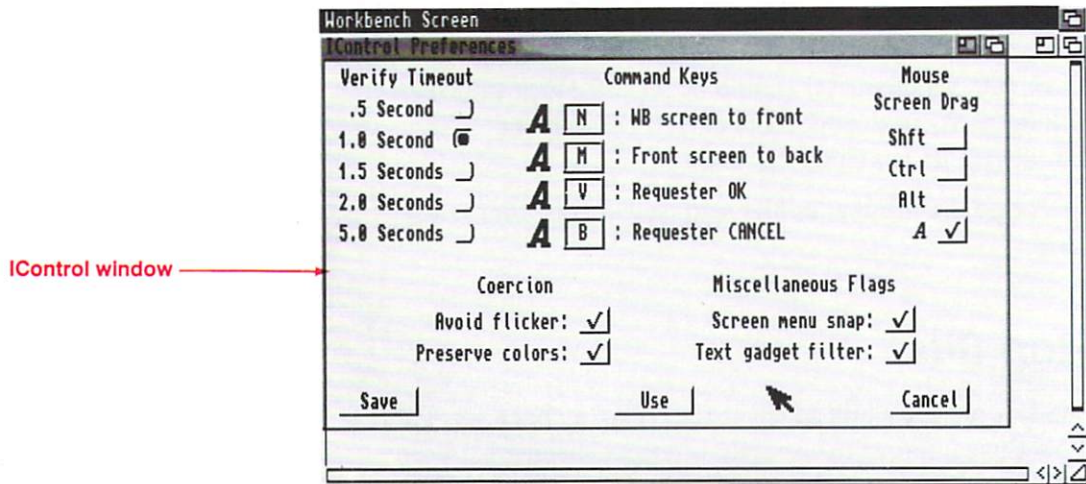 Workbench Screen
IControl Preferences
Verify Timeout
.5 Second
1.0 Second
1.5 Seconds
2.0 Seconds
5.0 Seconds
Command Keys
A N : WB screen to front
A M : Front screen to back
A V : Requester OK
A B : Requester CANCEL
Mouse
Screen Drag
Shft
Ctrl
Alt
A
IControl window
Coercion
Avoid flicker:
Preserve colors:
Miscellaneous Flags
Screen menu snap:
Text gadget filter:
Save
Use
Cancel